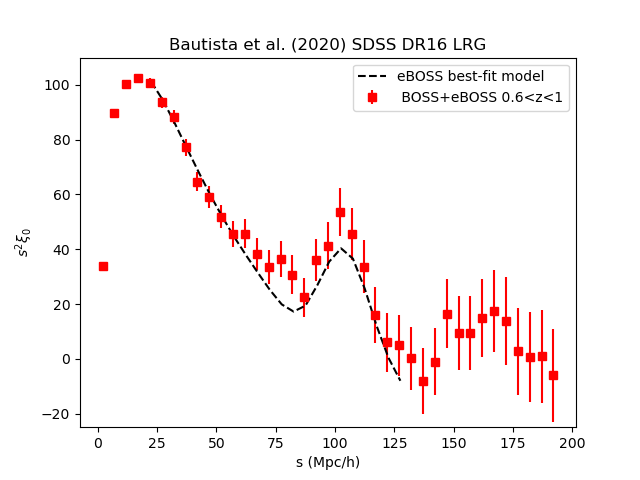 Bautista et al. (2020) SDSS DR16 LRG
eBOSS best-fit model
BOSS+eBOSS 0.6<z<1
s²ξ₀
100
80
60
40
20
0
−20
0 25 50 75 100 125 150 175 200
s (Mpc/h)